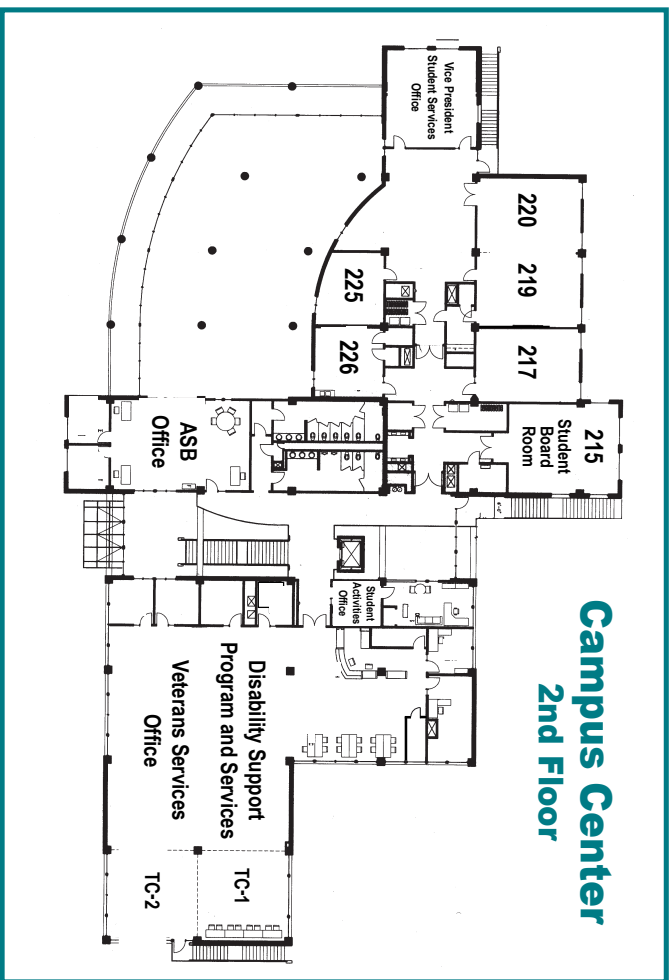 Campus Center
2nd Floor
Vice President
Student Services
Office
220
219
217
215
Student
Board
Room
225
226
ASB
Office
Student
Activities
Office
Disability Support
Program and Services
Veterans Services
Office
TC-1
TC-2